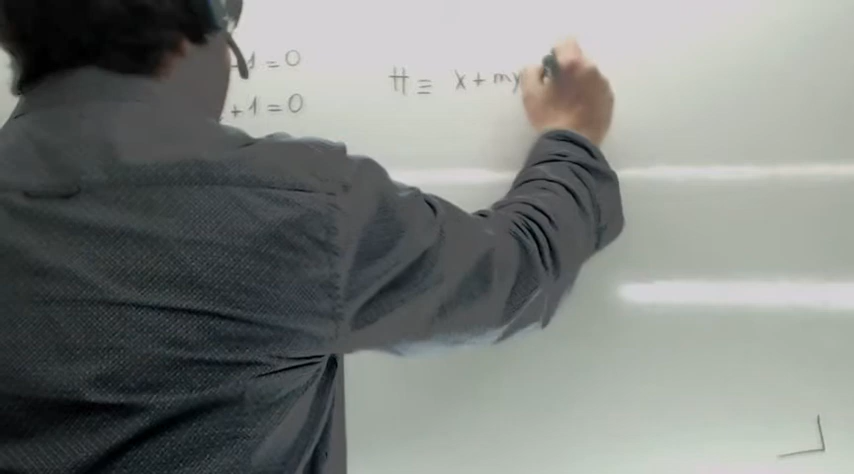 1 = 0
π ≡ x + my
+ 1 = 0